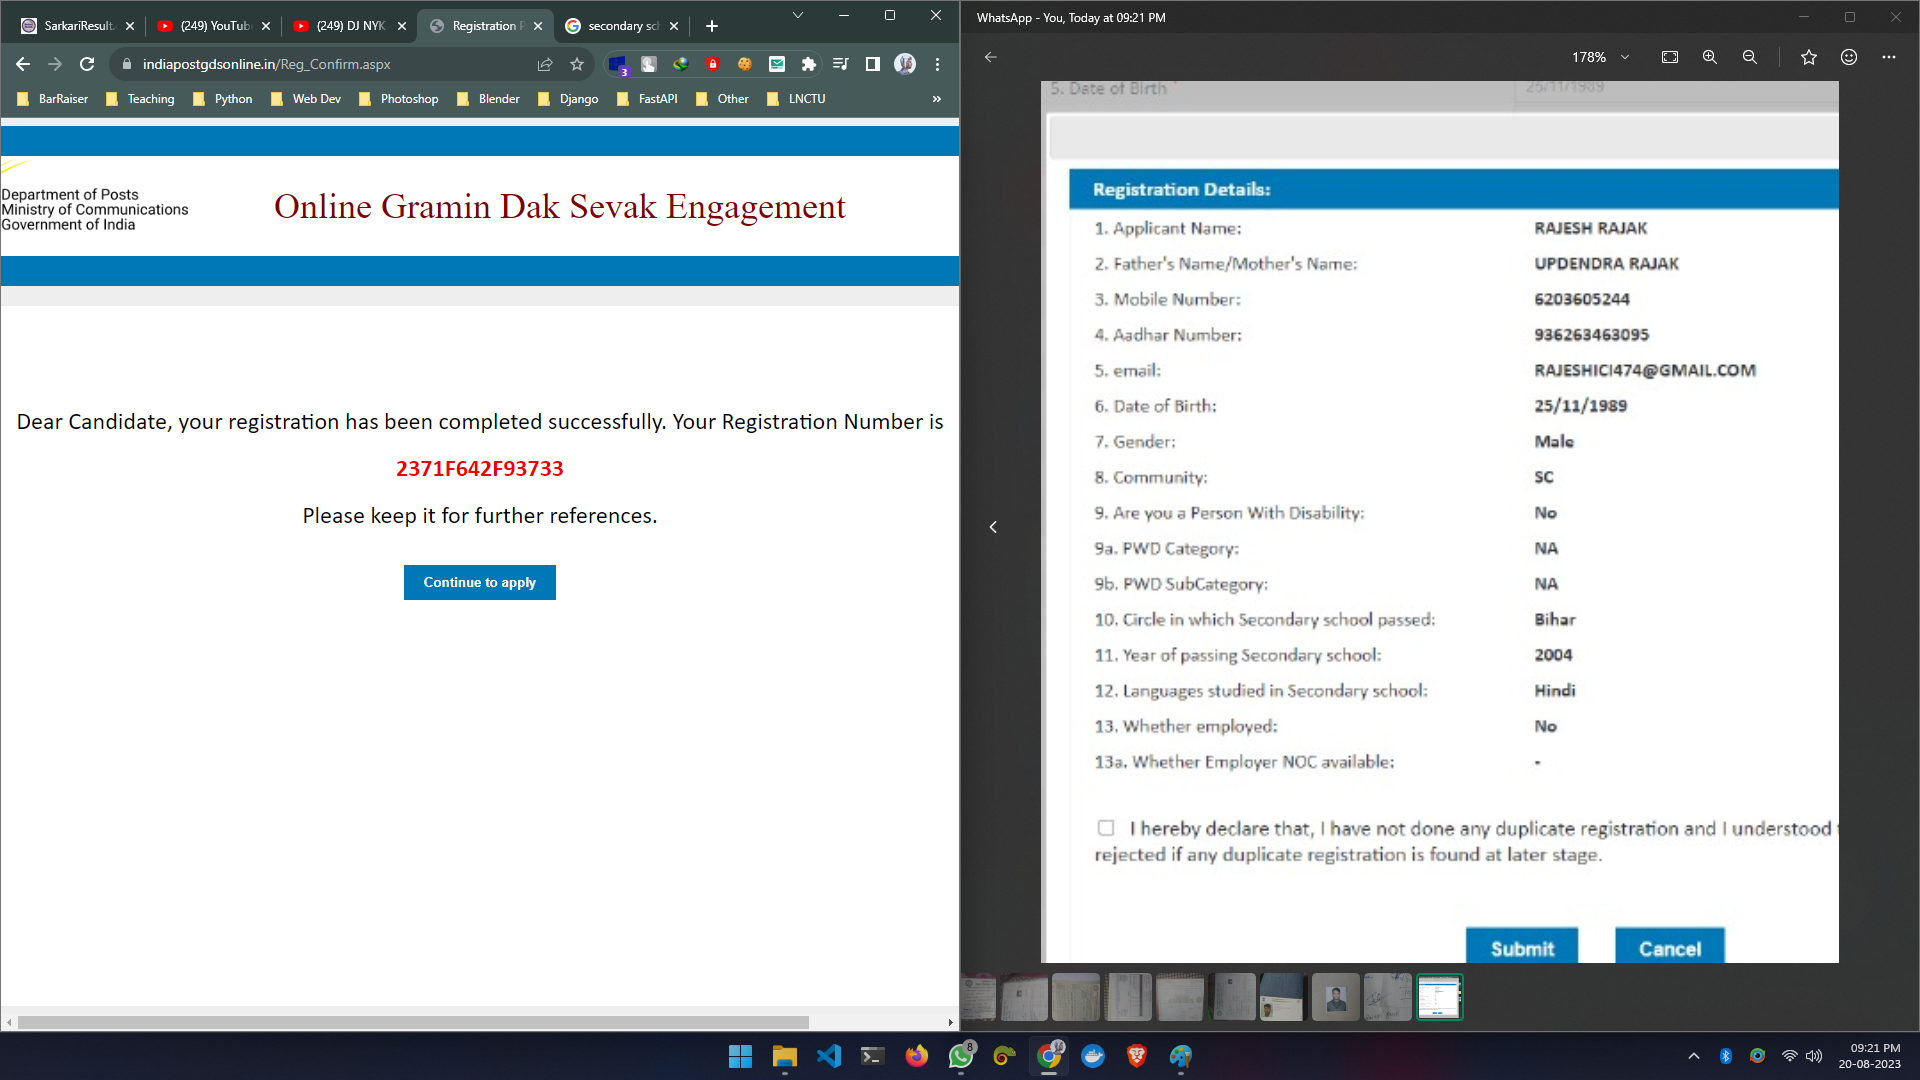 SarkariResult.
(249) YouTub
(249) DJ NYK
Registration P
secondary sc
indiapostgdsonline.in/Reg_Confirm.aspx
3
BarRaiser
Teaching
Python
Web Dev
Photoshop
Blender
Django
FastAPI
Other
LNCTU
»
Department of Posts
Ministry of Communications
Government of India
Online Gramin Dak Sevak Engagement
Dear Candidate, your registration has been completed successfully. Your Registration Number is
2371F642F93733
Please keep it for further references.
Continue to apply
WhatsApp - You, Today at 09:21 PM
178%
5. Date of Birth * 25/11/1989
Registration Details:
1. Applicant Name: RAJESH RAJAK
2. Father's Name/Mother's Name: UPDENDRA RAJAK
3. Mobile Number: 6203605244
4. Aadhar Number: 936263463095
5. email: RAJESHICI474@GMAIL.COM
6. Date of Birth: 25/11/1989
7. Gender: Male
8. Community: SC
9. Are you a Person With Disability: No
9a. PWD Category: NA
9b. PWD SubCategory: NA
10. Circle in which Secondary school passed: Bihar
11. Year of passing Secondary school: 2004
12. Languages studied in Secondary school: Hindi
13. Whether employed: No
13a. Whether Employer NOC available: -
I hereby declare that, I have not done any duplicate registration and I understood
rejected if any duplicate registration is found at later stage.
Submit Cancel
8
09:21 PM
20-08-2023